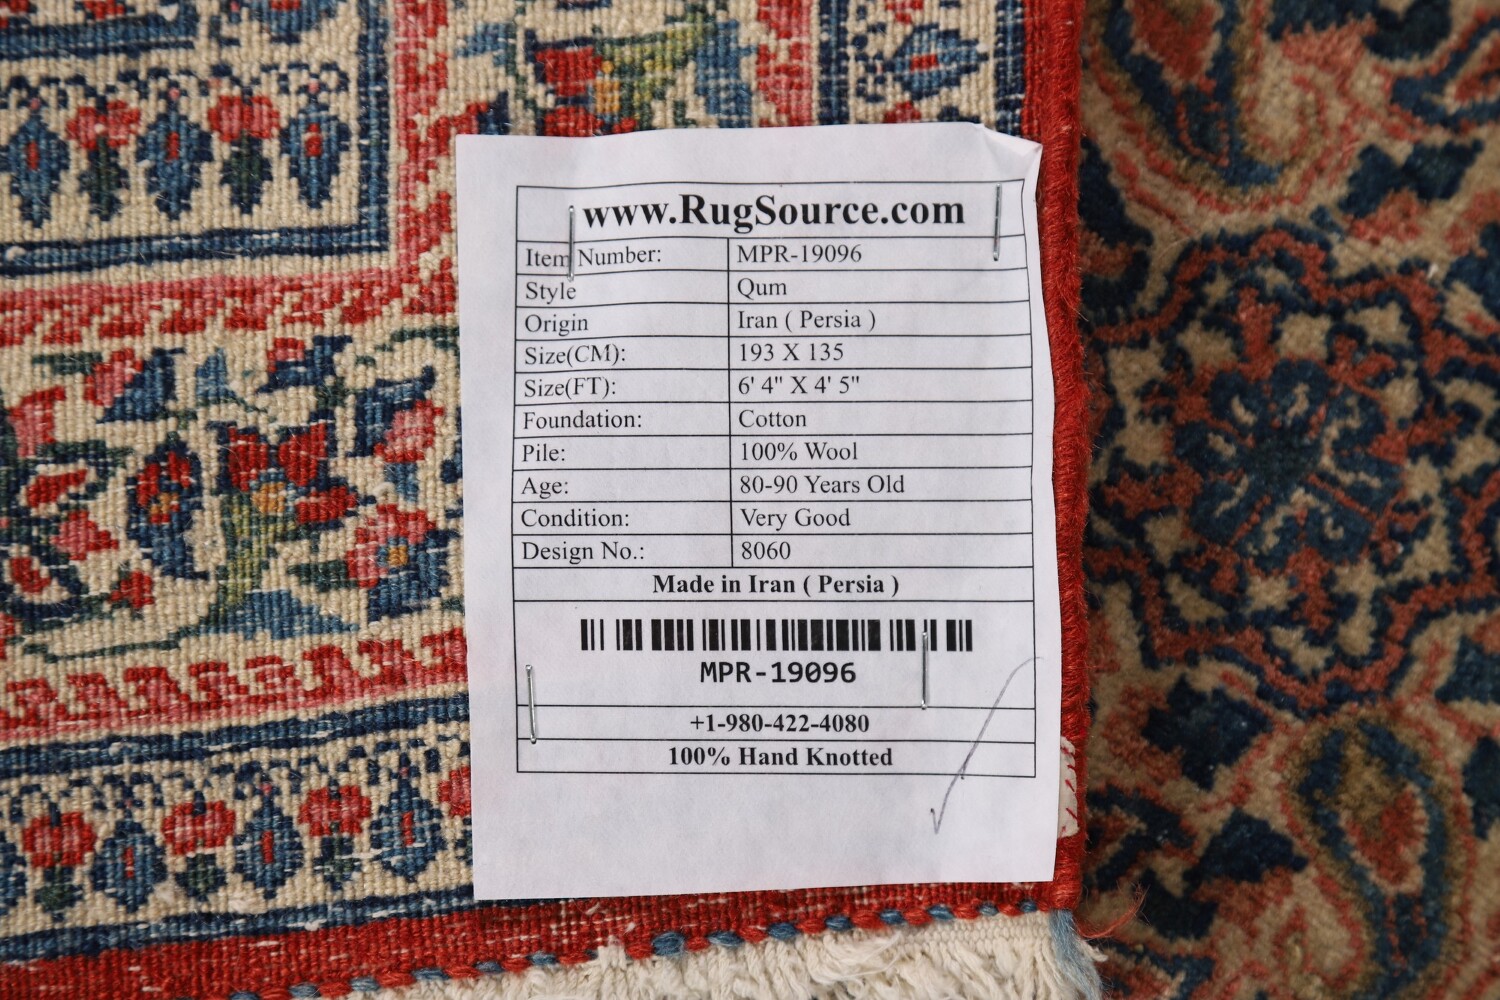 www.RugSource.com
Item Number: MPR-19096
Style Qum
Origin Iran ( Persia )
Size(CM): 193 X 135
Size(FT): 6' 4" X 4' 5"
Foundation: Cotton
Pile: 100% Wool
Age: 80-90 Years Old
Condition: Very Good
Design No.: 8060
Made in Iran ( Persia )
MPR-19096
+1-980-422-4080
100% Hand Knotted